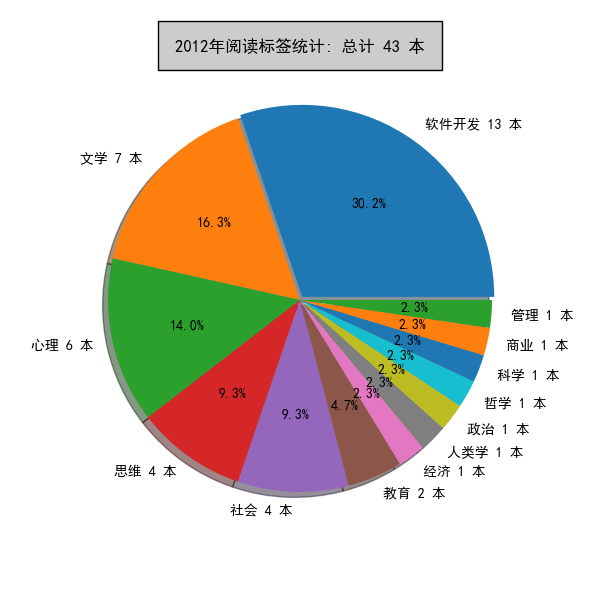 2012年阅读标签统计: 总计 43 本
软件开发 13 本
30.2%
文学 7 本
16.3%
心理 6 本
14.0%
思维 4 本
9.3%
社会 4 本
9.3%
教育 2 本
4.7%
经济 1 本
2.3%
人类学 1 本
2.3%
政治 1 本
2.3%
哲学 1 本
2.3%
科学 1 本
2.3%
商业 1 本
2.3%
管理 1 本
2.3%